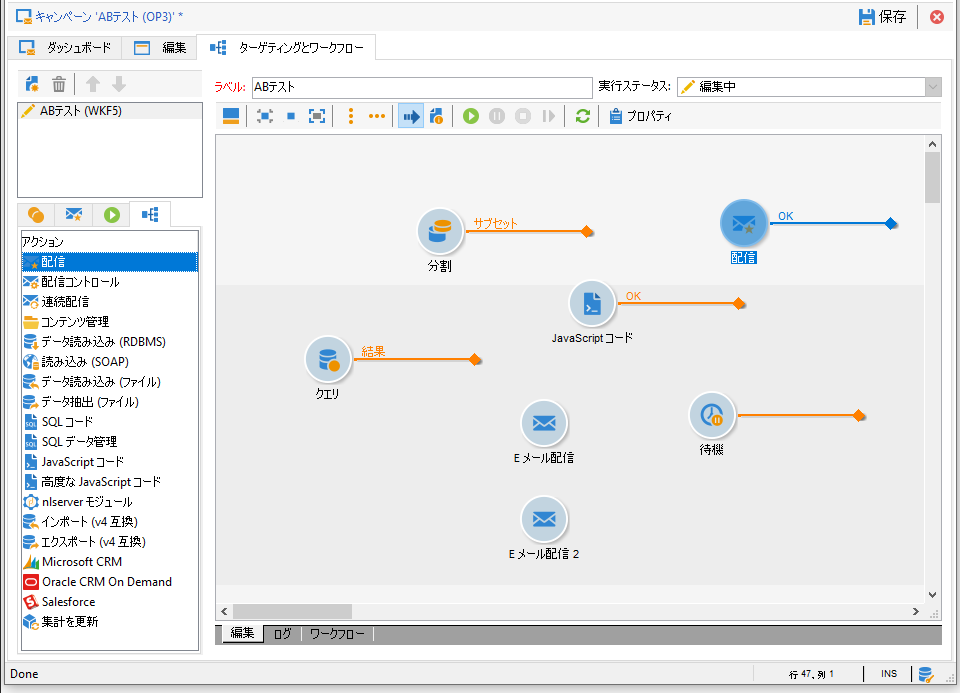 キャンペーン 'ABテスト (OP3)' *
保存
ダッシュボード
編集
ターゲティングとワークフロー
ラベル:
ABテスト
実行ステータス:
編集中
ABテスト (WKF5)
プロパティ
アクション
配信
配信コントロール
連続配信
コンテンツ管理
データ読み込み (RDBMS)
読み込み (SOAP)
データ読み込み (ファイル)
データ抽出 (ファイル)
SQL コード
SQL データ管理
JavaScript コード
高度な JavaScript コード
nlserver モジュール
インポート (v4 互換)
エクスポート (v4 互換)
Microsoft CRM
Oracle CRM On Demand
Salesforce
集計を更新
サブセット
分割
OK
配信
OK
JavaScript コード
結果
クエリ
E メール配信
待機
E メール配信 2
編集
ログ
ワークフロー
Done
行 47, 列 1
INS